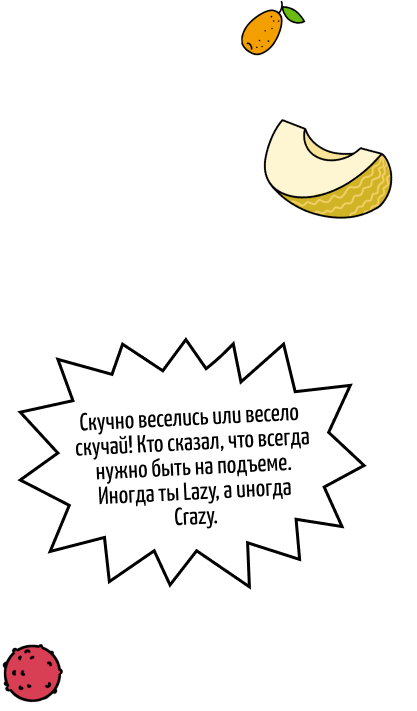 Скучно веселись или весело
скучай! Кто сказал, что всегда
нужно быть на подъеме.
Иногда ты Lazy, а иногда
Crazy.